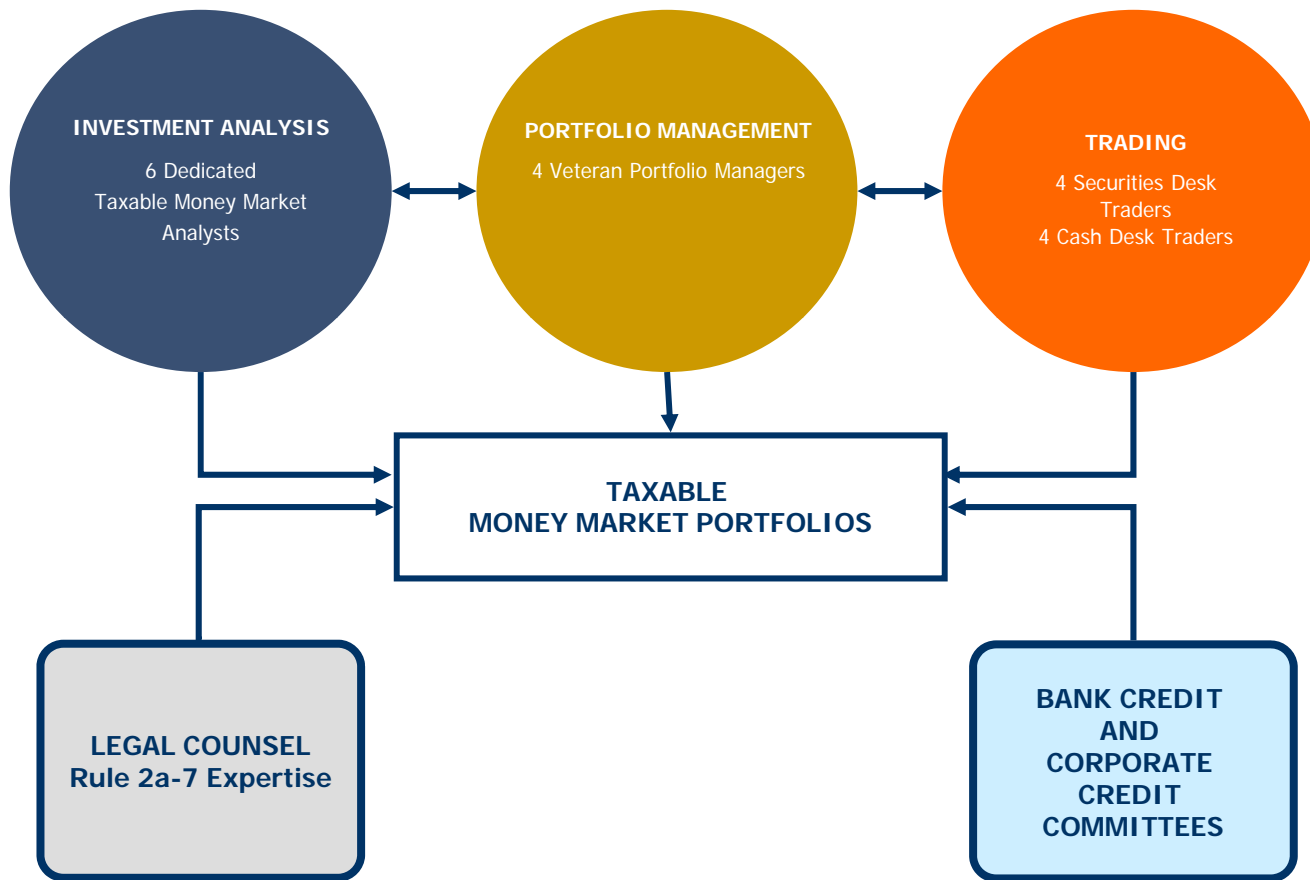 INVESTMENT ANALYSIS
6 Dedicated
Taxable Money Market
Analysts
PORTFOLIO MANAGEMENT
4 Veteran Portfolio Managers
TRADING
4 Securities Desk
Traders
4 Cash Desk Traders
TAXABLE
MONEY MARKET PORTFOLIOS
LEGAL COUNSEL
Rule 2a-7 Expertise
BANK CREDIT
AND
CORPORATE
CREDIT
COMMITTEES